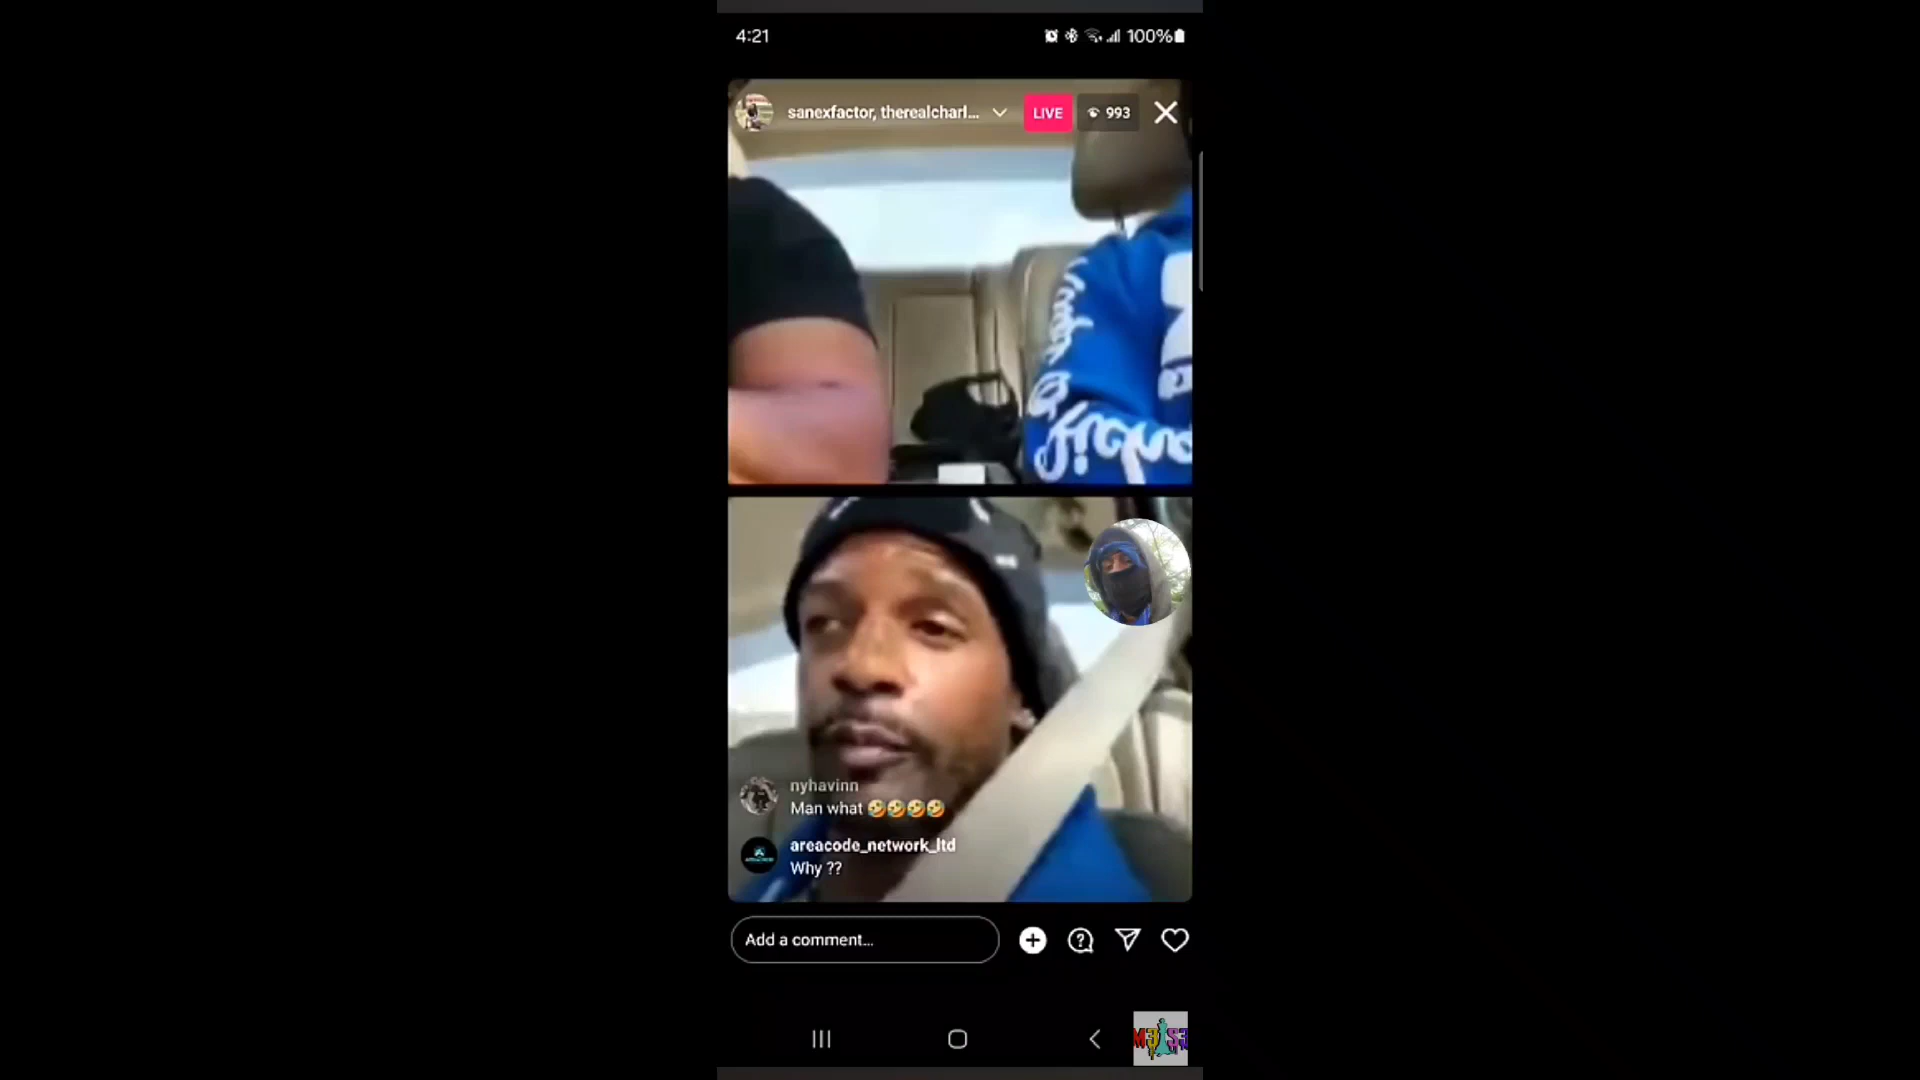 4:21
100%
sanexfactor, therealcharl...
LIVE
993
nyhavinn
Man what 🤣🤣🤣🤣
areacode_network_ltd
Why ??
Add a comment...